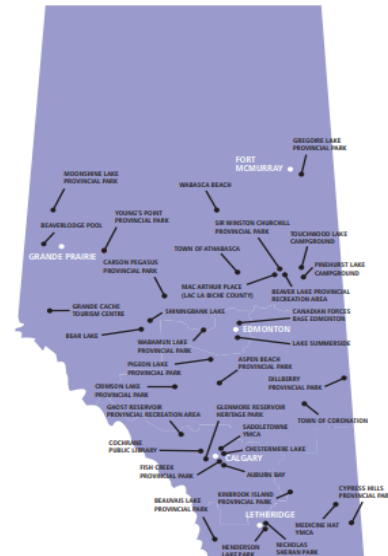 GREGOIRE LAKE
PROVINCIAL PARK
FORT
MCMURRAY
MOONSHINE LAKE
PROVINCIAL PARK
WABASCA BEACH
YOUNG'S POINT
PROVINCIAL PARK
SIR WINSTON CHURCHILL
PROVINCIAL PARK
TOUCHWOOD LAKE
CAMPGROUND
BEAVERLODGE POOL
GRANDE PRAIRIE
TOWN OF ATHABASCA
CARSON PEGASUS
PROVINCIAL PARK
PINEHURST LAKE
CAMPGROUND
MAC ARTHUR PLACE
(LAC LA BICHE COUNTY)
BEAVER LAKE PROVINCIAL
RECREATION AREA
GRANDE CACHE
TOURISM CENTRE
SHININGBANK LAKE
CANADIAN FORCES
BASE EDMONTON
EDMONTON
BEAR LAKE
WABAMUN LAKE
PROVINCIAL PARK
LAKE SUMMERSIDE
PIGEON LAKE
PROVINCIAL PARK
ASPEN BEACH
PROVINCIAL PARK
DILLBERRY
PROVINCIAL PARK
CRIMSON LAKE
PROVINCIAL PARK
GHOST RESERVOIR
PROVINCIAL RECREATION AREA
GLENMORE RESERVOIR
HERITAGE PARK
TOWN OF CORONATION
SADDLETOWNE
YMCA
COCHRANE
PUBLIC LIBRARY
CHESTERMERE LAKE
CALGARY
FISH CREEK
PROVINCIAL PARK
AUBURN BAY
BEAUVAIS LAKE
PROVINCIAL PARK
KINBROOK ISLAND
PROVINCIAL PARK
CYPRESS HILLS
PROVINCIAL PARK
LETHBRIDGE
MEDICINE HAT
YMCA
HENDERSON
LAKE PARK
NICHOLAS
SHERAN PARK